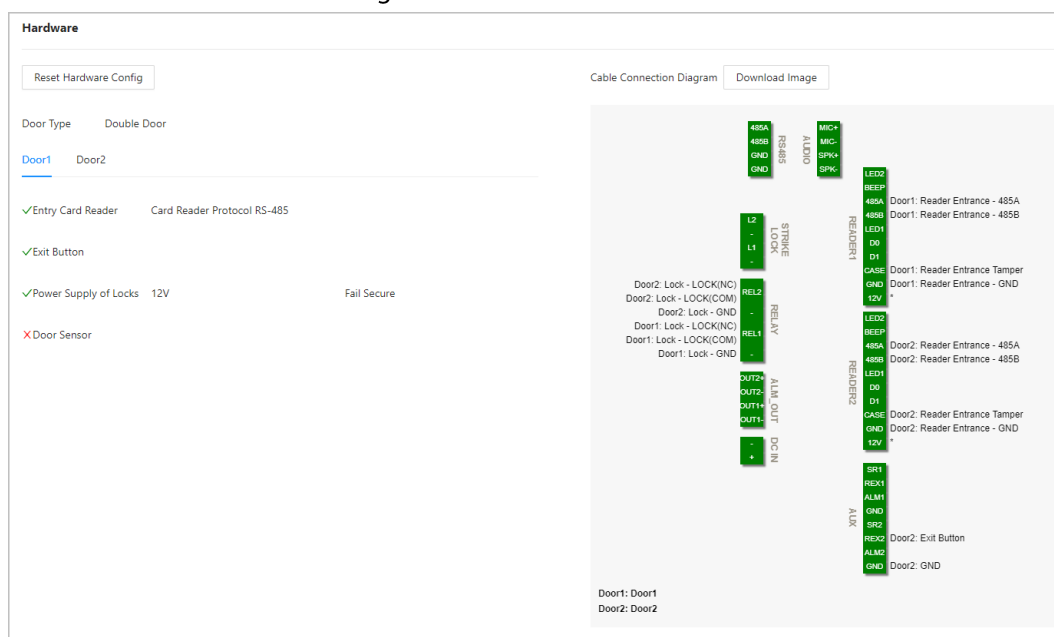 Hardware
Reset Hardware Config
Door Type Double Door
Door1 Door2
Entry Card Reader Card Reader Protocol RS-485
Exit Button
Power Supply of Locks 12V Fail Secure
Door Sensor
Cable Connection Diagram Download Image
485A
485B
GND
GND
RS485
AUDIO
MIC+
MIC-
SPK+
SPK-
L2
-
L1
-
STRIKE
LOCK
Door2: Lock - LOCK(NC)
Door2: Lock - LOCK(COM)
Door2: Lock - GND
Door1: Lock - LOCK(NC)
Door1: Lock - LOCK(COM)
Door1: Lock - GND
REL2
-
REL1
-
RELAY
OUT2+
OUT2-
OUT1+
OUT1-
ALM_OUT
-
+
DC IN
READER1
LED2
BEEP
485A Door1: Reader Entrance - 485A
485B Door1: Reader Entrance - 485B
LED1
D0
D1
CASE Door1: Reader Entrance Tamper
GND Door1: Reader Entrance - GND
12V *
READER2
LED2
BEEP
485A Door2: Reader Entrance - 485A
485B Door2: Reader Entrance - 485B
LED1
D0
D1
CASE Door2: Reader Entrance Tamper
GND Door2: Reader Entrance - GND
12V *
AUX
SR1
REX1
ALM1
GND
SR2
REX2 Door2: Exit Button
ALM2
GND Door2: GND
Door1: Door1
Door2: Door2